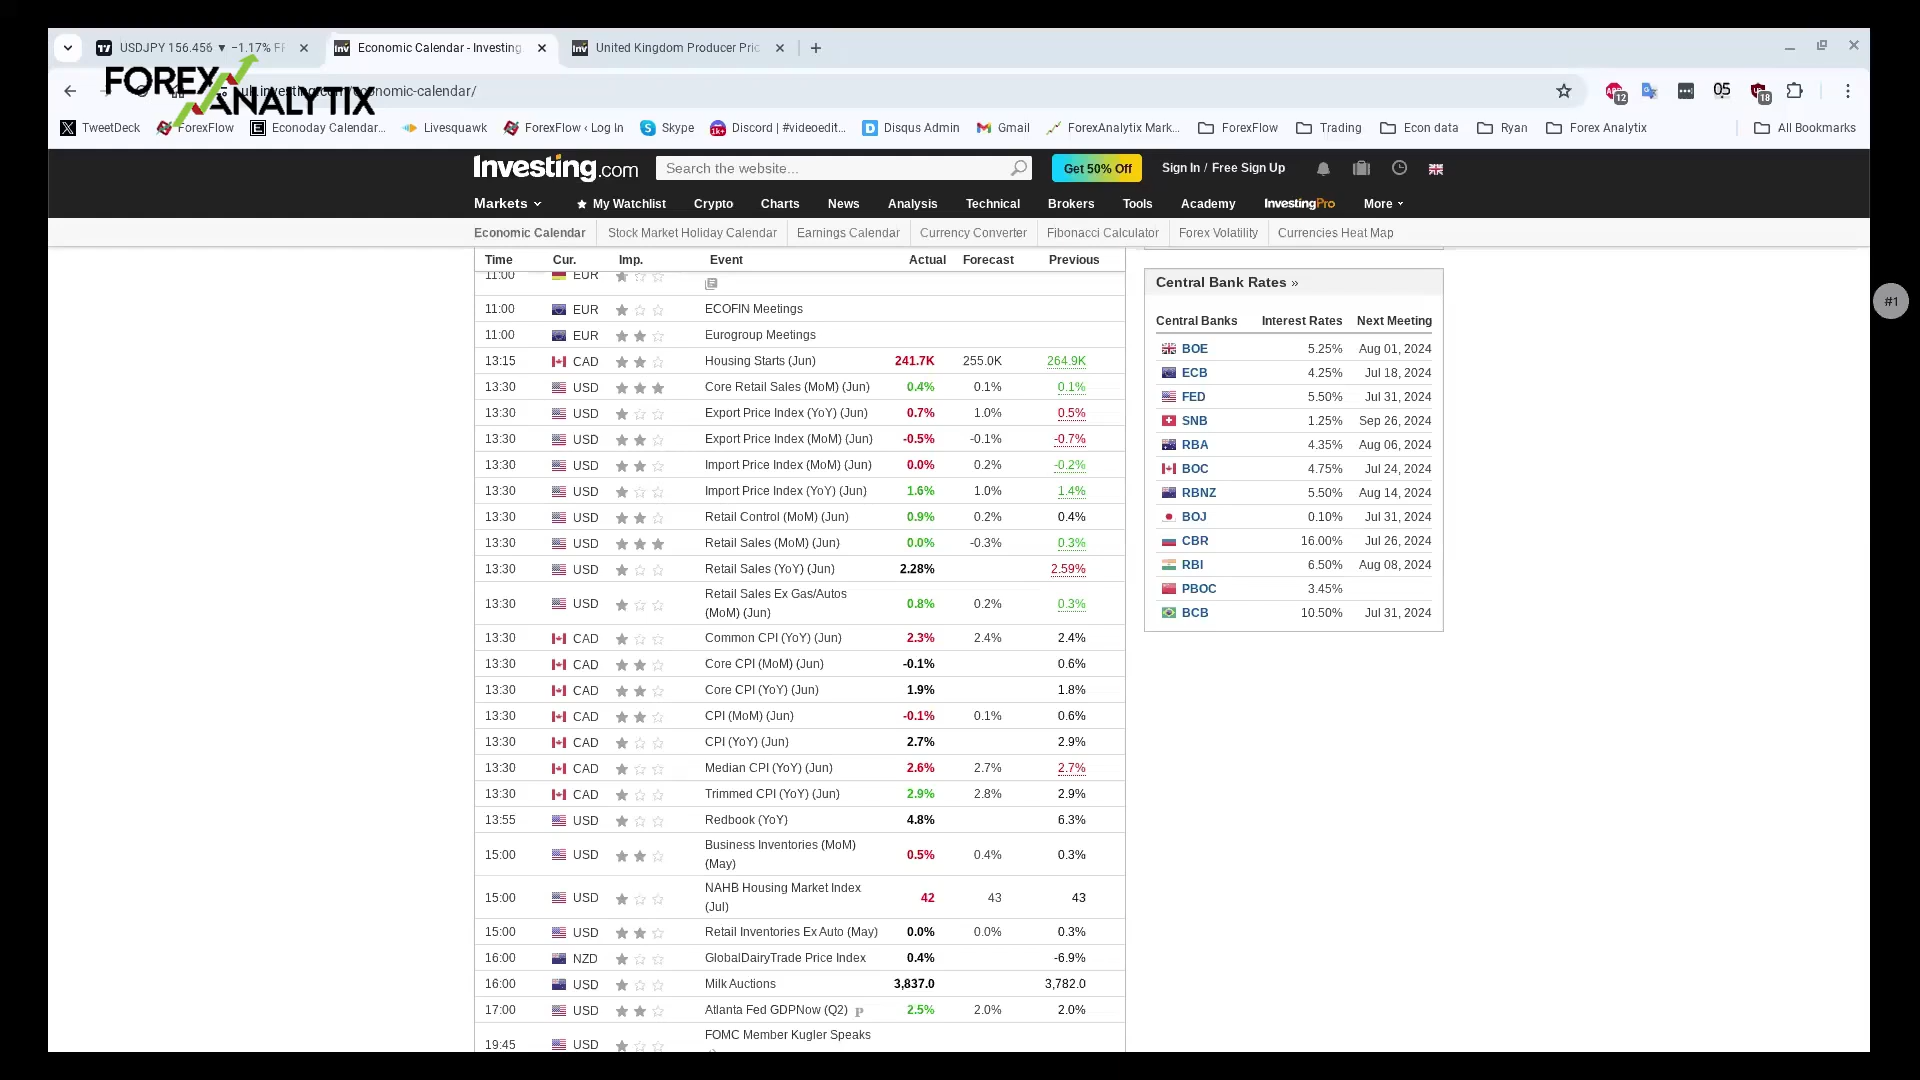 USDJPY 156.456 ▼ −1.17% FF
Economic Calendar - Investing
United Kingdom Producer Pric
FOREX
ANALYTIX
uk.investing.com/economic-calendar/
12
05
18
TweetDeck
ForexFlow
Econoday Calendar...
Livesquawk
ForexFlow ‹ Log In
Skype
Discord | #videoedit...
Disqus Admin
Gmail
ForexAnalytix Mark...
ForexFlow
Trading
Econ data
Ryan
Forex Analytix
All Bookmarks
Investing.com
Search the website...
Get 50% Off
Sign In / Free Sign Up
Markets
My Watchlist
Crypto
Charts
News
Analysis
Technical
Brokers
Tools
Academy
InvestingPro
More
Economic Calendar
Stock Market Holiday Calendar
Earnings Calendar
Currency Converter
Fibonacci Calculator
Forex Volatility
Currencies Heat Map
Time Cur. Imp. Event Actual Forecast Previous
11:00 EUR
11:00 EUR ECOFIN Meetings
11:00 EUR Eurogroup Meetings
13:15 CAD Housing Starts (Jun) 241.7K 255.0K 264.9K
13:30 USD Core Retail Sales (MoM) (Jun) 0.4% 0.1% 0.1%
13:30 USD Export Price Index (YoY) (Jun) 0.7% 1.0% 0.5%
13:30 USD Export Price Index (MoM) (Jun) -0.5% -0.1% -0.7%
13:30 USD Import Price Index (MoM) (Jun) 0.0% 0.2% -0.2%
13:30 USD Import Price Index (YoY) (Jun) 1.6% 1.0% 1.4%
13:30 USD Retail Control (MoM) (Jun) 0.9% 0.2% 0.4%
13:30 USD Retail Sales (MoM) (Jun) 0.0% -0.3% 0.3%
13:30 USD Retail Sales (YoY) (Jun) 2.28% 2.59%
13:30 USD Retail Sales Ex Gas/Autos
(MoM) (Jun) 0.8% 0.2% 0.3%
13:30 CAD Common CPI (YoY) (Jun) 2.3% 2.4% 2.4%
13:30 CAD Core CPI (MoM) (Jun) -0.1% 0.6%
13:30 CAD Core CPI (YoY) (Jun) 1.9% 1.8%
13:30 CAD CPI (MoM) (Jun) -0.1% 0.1% 0.6%
13:30 CAD CPI (YoY) (Jun) 2.7% 2.9%
13:30 CAD Median CPI (YoY) (Jun) 2.6% 2.7% 2.7%
13:30 CAD Trimmed CPI (YoY) (Jun) 2.9% 2.8% 2.9%
13:55 USD Redbook (YoY) 4.8% 6.3%
15:00 USD Business Inventories (MoM)
(May) 0.5% 0.4% 0.3%
15:00 USD NAHB Housing Market Index
(Jul) 42 43 43
15:00 USD Retail Inventories Ex Auto (May) 0.0% 0.0% 0.3%
16:00 NZD GlobalDairyTrade Price Index 0.4% -6.9%
16:00 USD Milk Auctions 3,837.0 3,782.0
17:00 USD Atlanta Fed GDPNow (Q2) P 2.5% 2.0% 2.0%
19:45 USD FOMC Member Kugler Speaks
Central Bank Rates »
Central Banks Interest Rates Next Meeting
BOE 5.25% Aug 01, 2024
ECB 4.25% Jul 18, 2024
FED 5.50% Jul 31, 2024
SNB 1.25% Sep 26, 2024
RBA 4.35% Aug 06, 2024
BOC 4.75% Jul 24, 2024
RBNZ 5.50% Aug 14, 2024
BOJ 0.10% Jul 31, 2024
CBR 16.00% Jul 26, 2024
RBI 6.50% Aug 08, 2024
PBOC 3.45%
BCB 10.50% Jul 31, 2024
#1